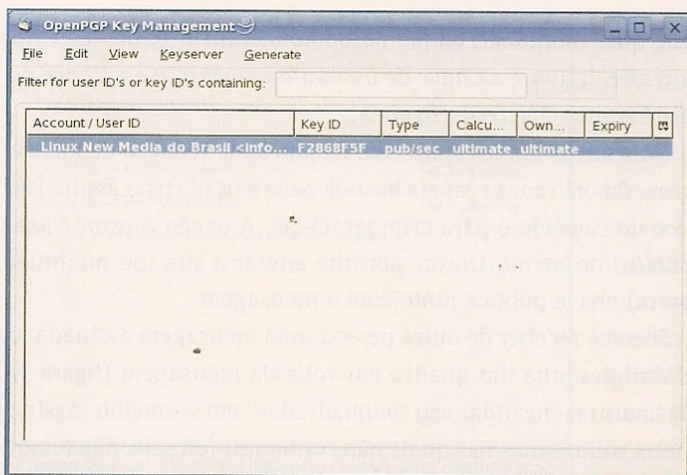 OpenPGP Key Management
File Edit View Keyserver Generate
Filter for user ID's or key ID's containing:
Account / User ID Key ID Type Calcu... Own... Expiry
Linux New Media do Brasil <info... F2868F5F pub/sec ultimate ultimate